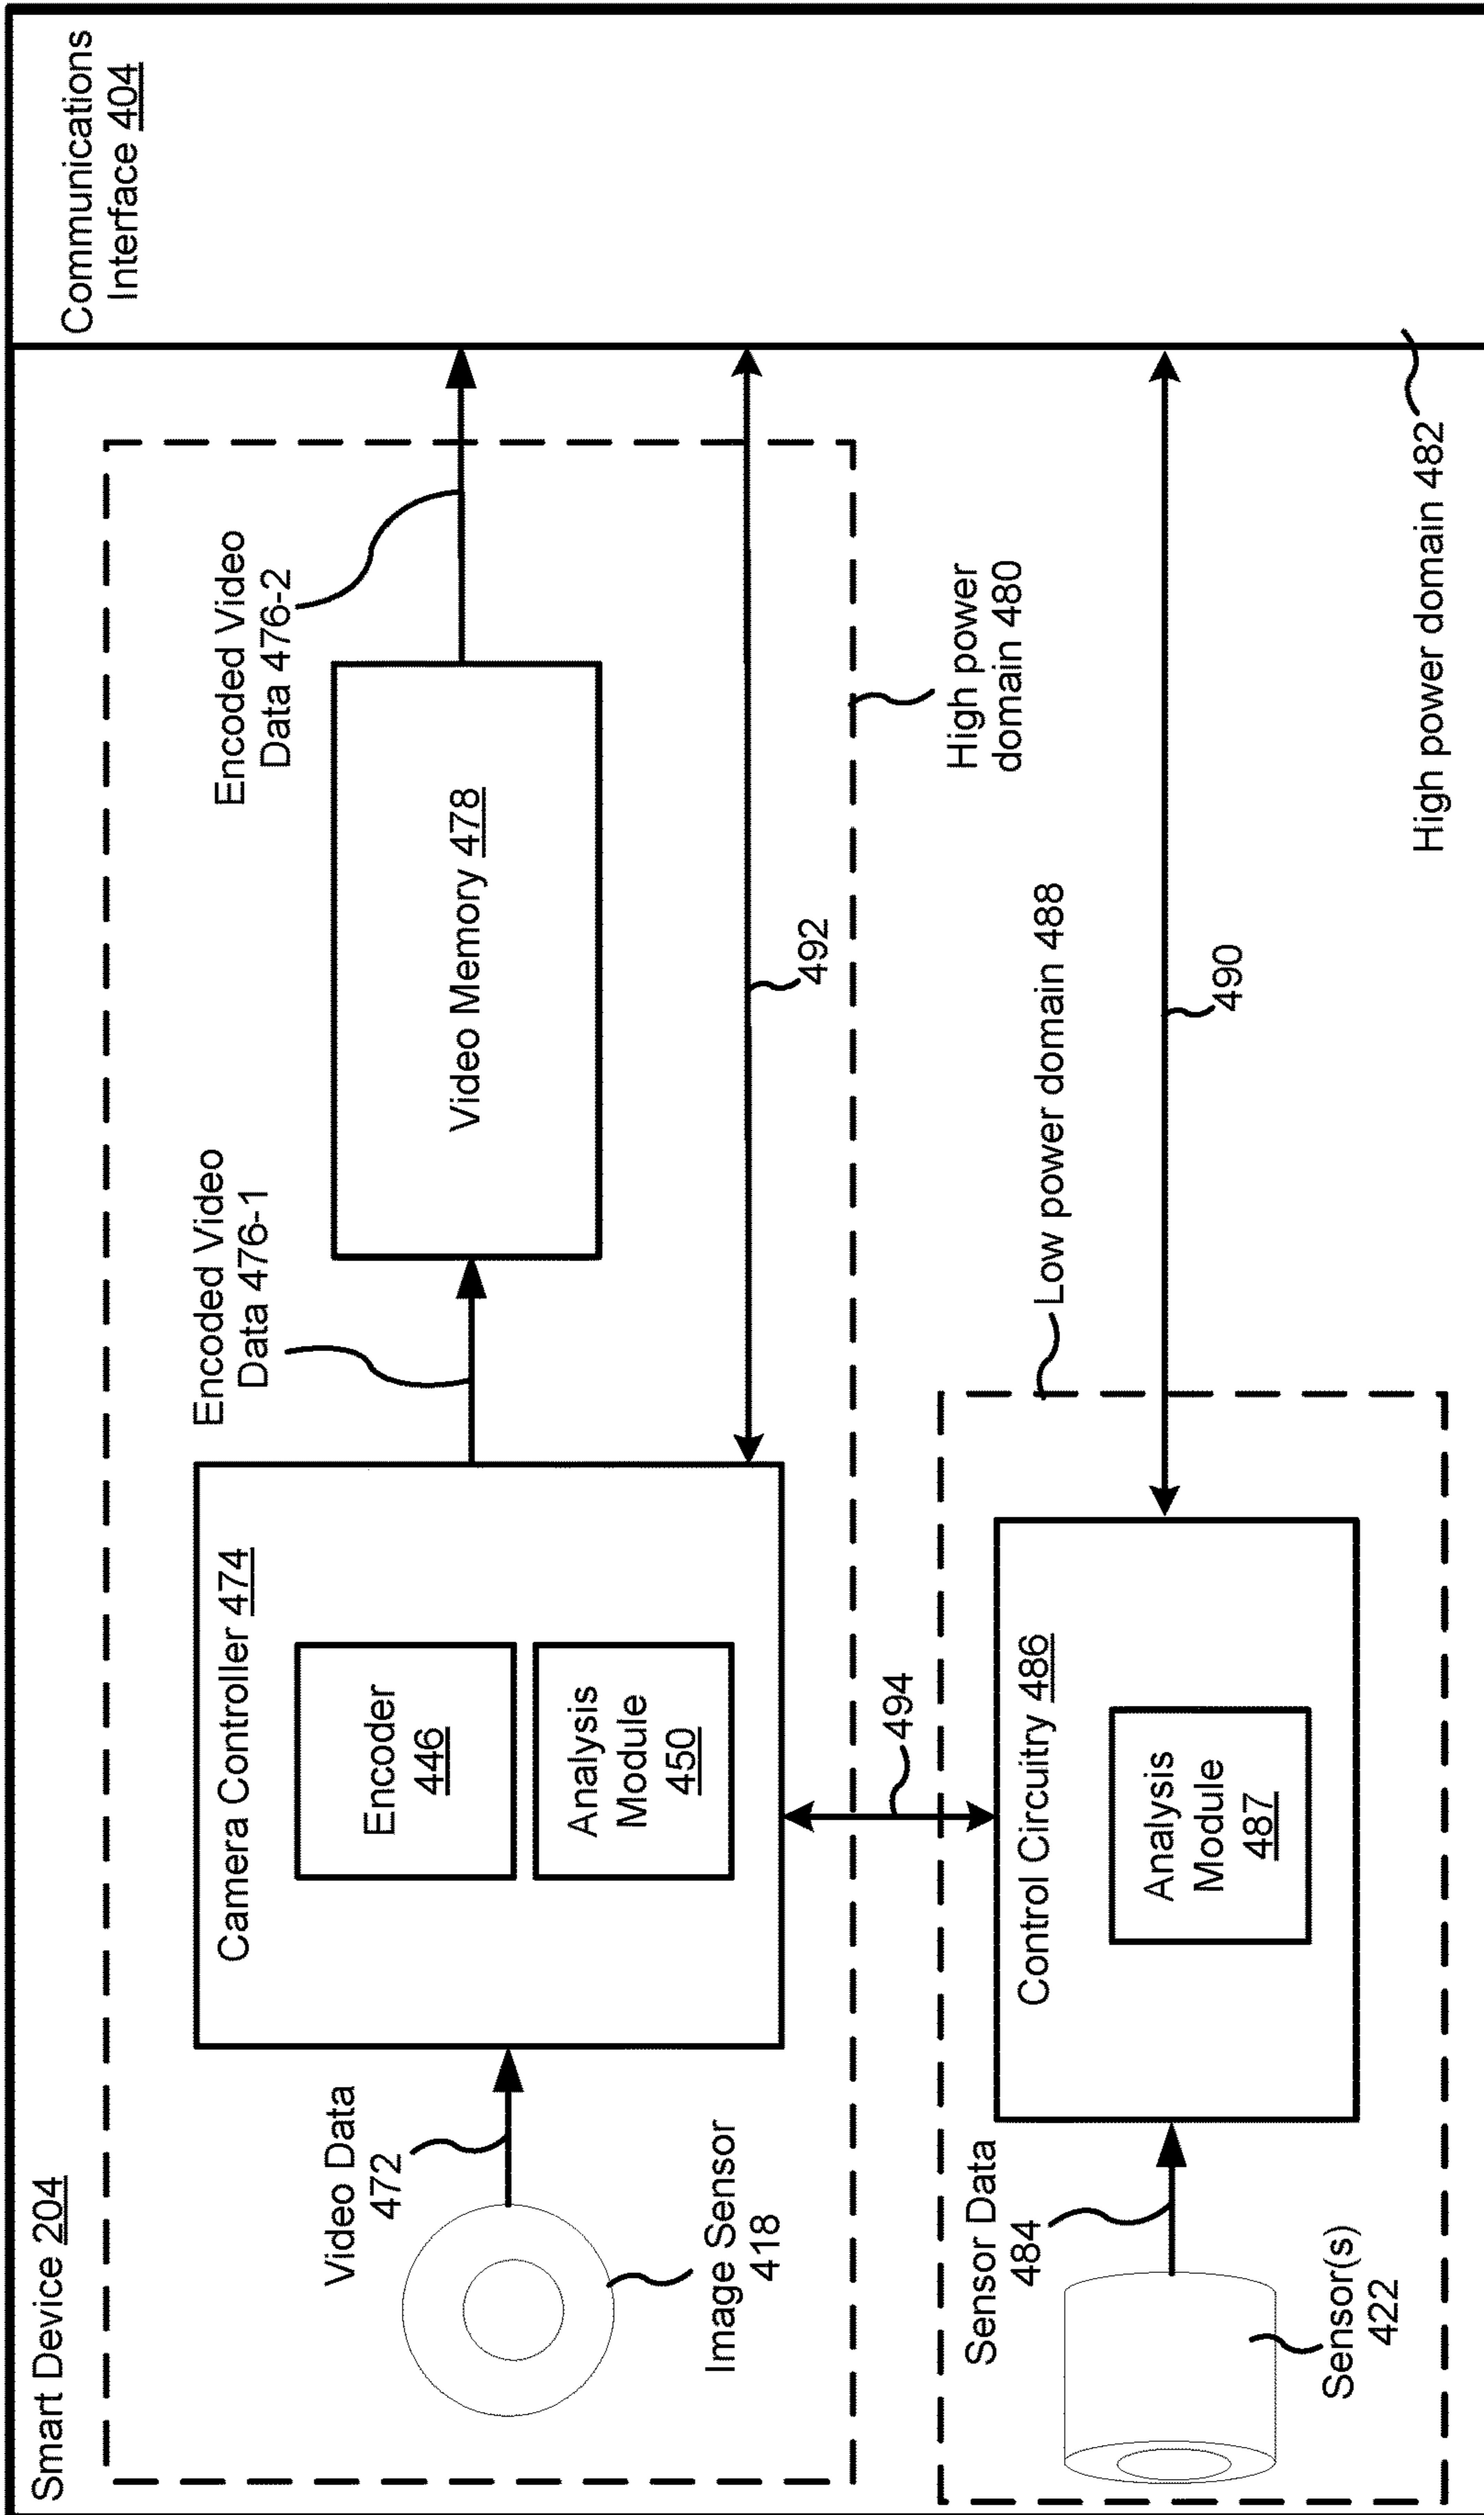 Smart Device 204
Communications
Interface 404
Video Data
472
Image Sensor
418
Camera Controller 474
Encoder
446
Analysis
Module
450
Encoded Video
Data 476-1
Video Memory 478
Encoded Video
Data 476-2
492
High power
domain 480
494
Sensor Data
484
Sensor(s)
422
Control Circuitry 486
Analysis
Module
487
Low power domain 488
490
High power domain 482